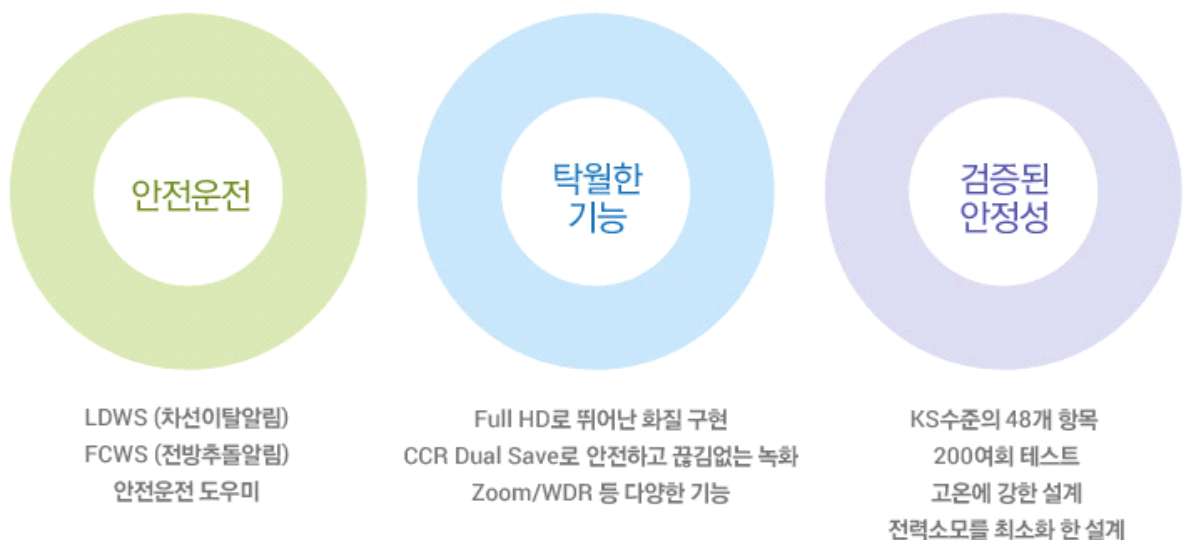 안전운전
탁월한
기능
검증된
안정성
LDWS (차선이탈알림)
FCWS (전방추돌알림)
안전운전 도우미
Full HD로 뛰어난 화질 구현
CCR Dual Save로 안전하고 끊김없는 녹화
Zoom/WDR 등 다양한 기능
KS수준의 48개 항목
200여회 테스트
고온에 강한 설계
전력소모를 최소화 한 설계